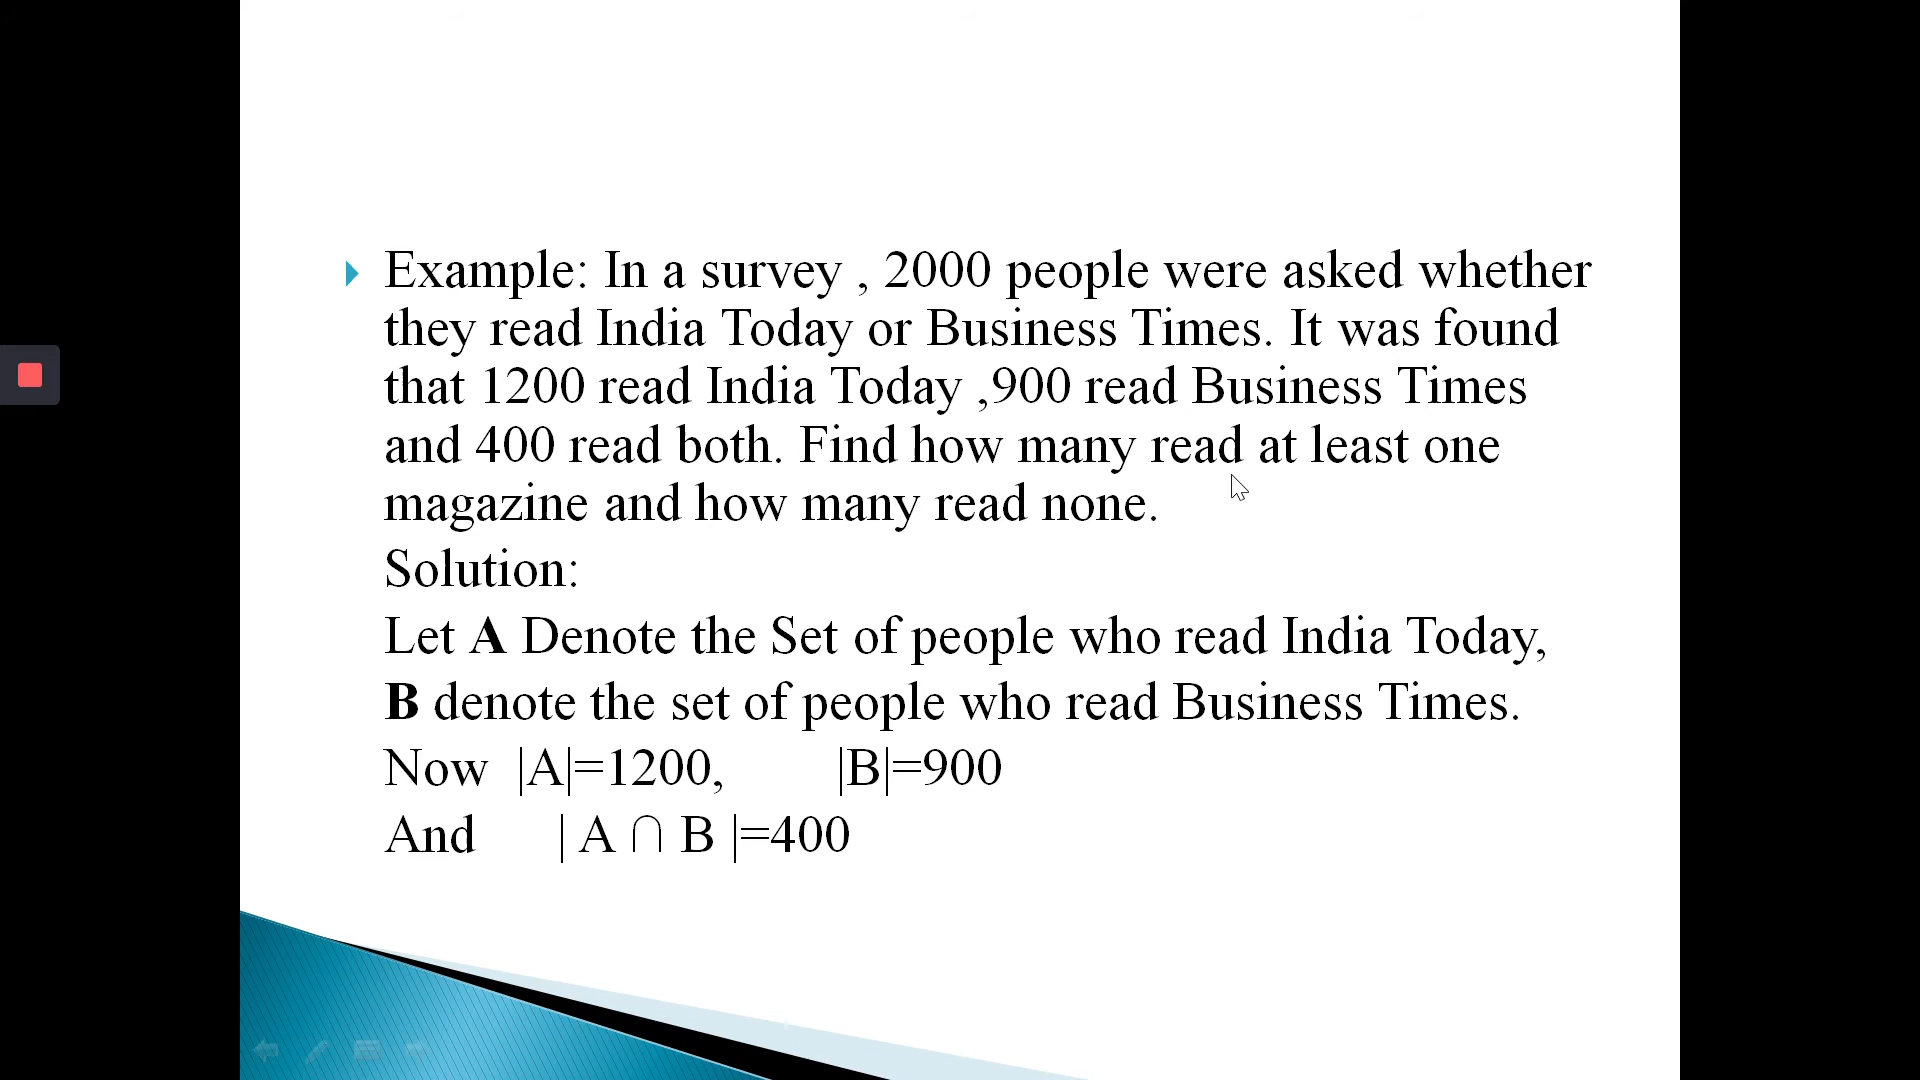 Example: In a survey , 2000 people were asked whether
they read India Today or Business Times. It was found
that 1200 read India Today ,900 read Business Times
and 400 read both. Find how many read at least one
magazine and how many read none.
Solution:
Let A Denote the Set of people who read India Today,
B denote the set of people who read Business Times.
Now |A|=1200, |B|=900
And | A ∩ B |=400